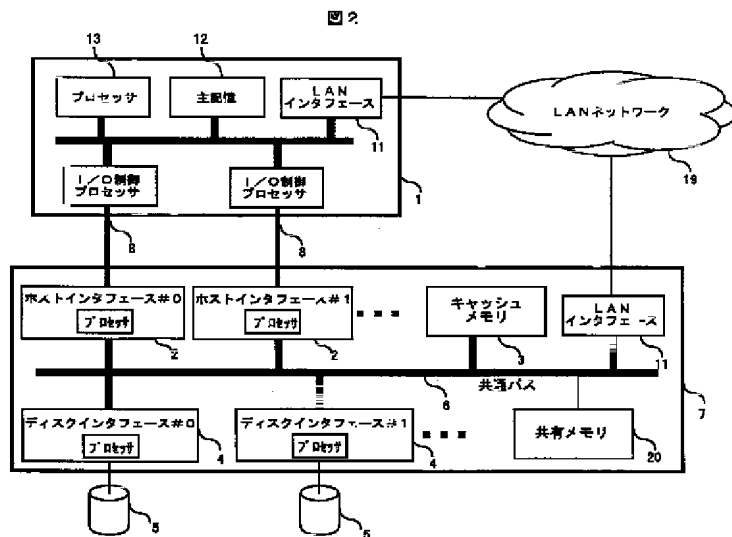 図2
13
12
プロセッサ
主記憶
LAN
インタフェース
11
LANネットワーク
19
I/O制御
プロセッサ
I/O制御
プロセッサ
1
8
8
ホストインタフェース#0
プロセッサ
2
ホストインタフェース#1
プロセッサ
2
キャッシュ
メモリ
3
LAN
インタフェース
11
共通バス
6
7
ディスクインタフェース#0
プロセッサ
4
ディスクインタフェース#1
プロセッサ
4
共有メモリ
20
5
5